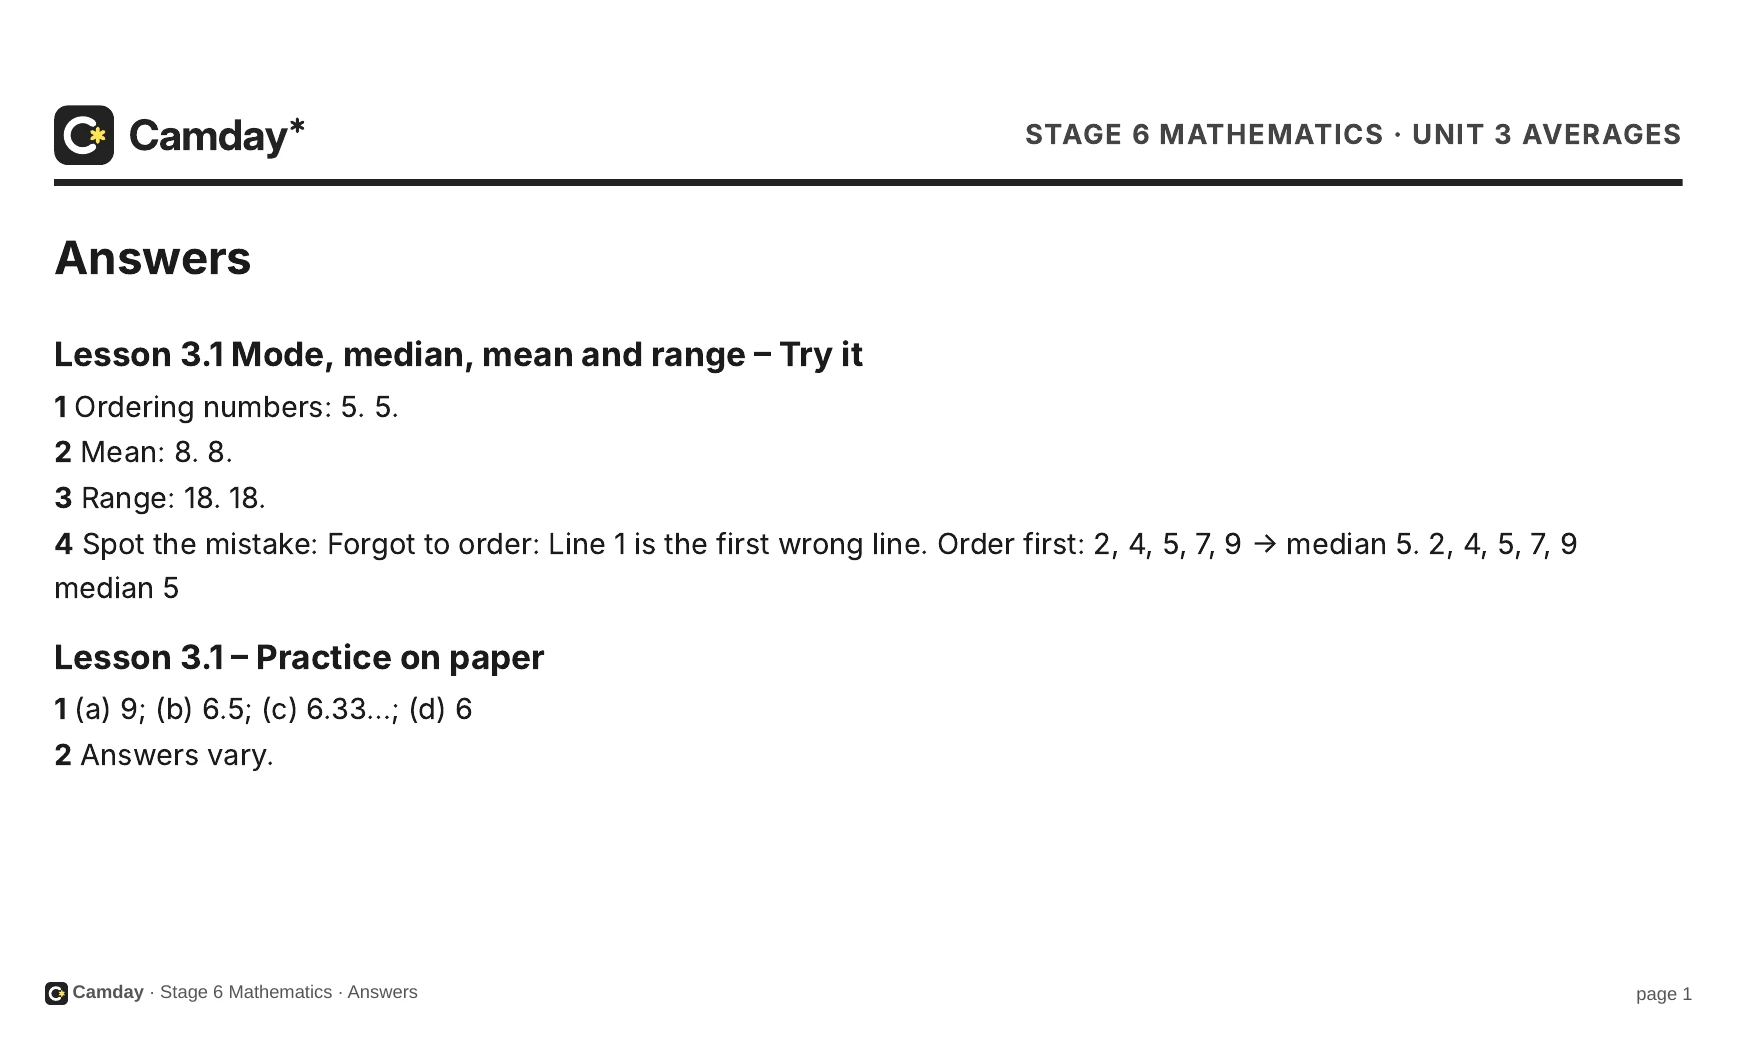 Camday*
STAGE 6 MATHEMATICS · UNIT 3 AVERAGES
Answers
Lesson 3.1 Mode, median, mean and range – Try it
1 Ordering numbers: 5. 5.
2 Mean: 8. 8.
3 Range: 18. 18.
4 Spot the mistake: Forgot to order: Line 1 is the first wrong line. Order first: 2, 4, 5, 7, 9 → median 5. 2, 4, 5, 7, 9
median 5
Lesson 3.1 – Practice on paper
1 (a) 9; (b) 6.5; (c) 6.33…; (d) 6
2 Answers vary.
Camday · Stage 6 Mathematics · Answers
page 1